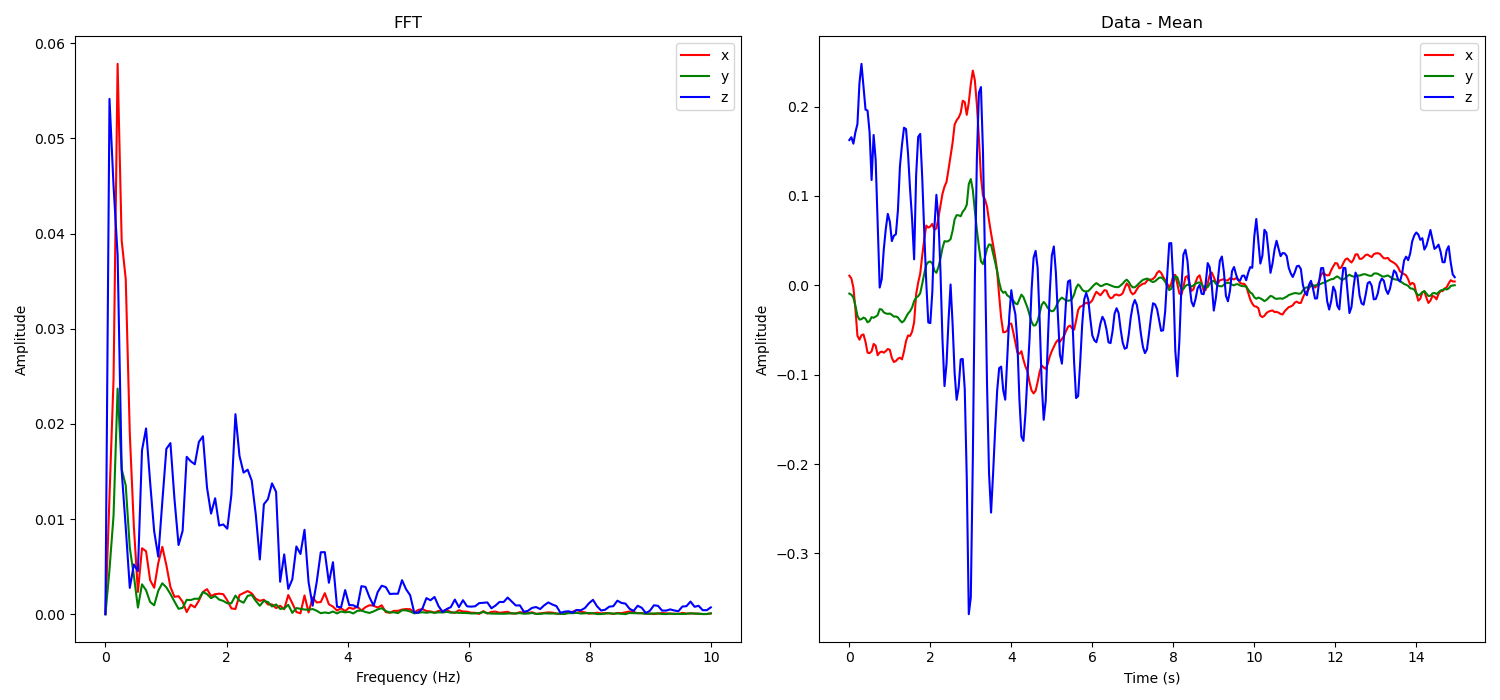 FFT
0.06
0.05
0.04
0.03
0.02
0.01
0.00
Amplitude
0
2
4
6
8
10
Frequency (Hz)
x
y
z
Data - Mean
0.2
0.1
0.0
−0.1
−0.2
−0.3
Amplitude
0
2
4
6
8
10
12
14
Time (s)
x
y
z